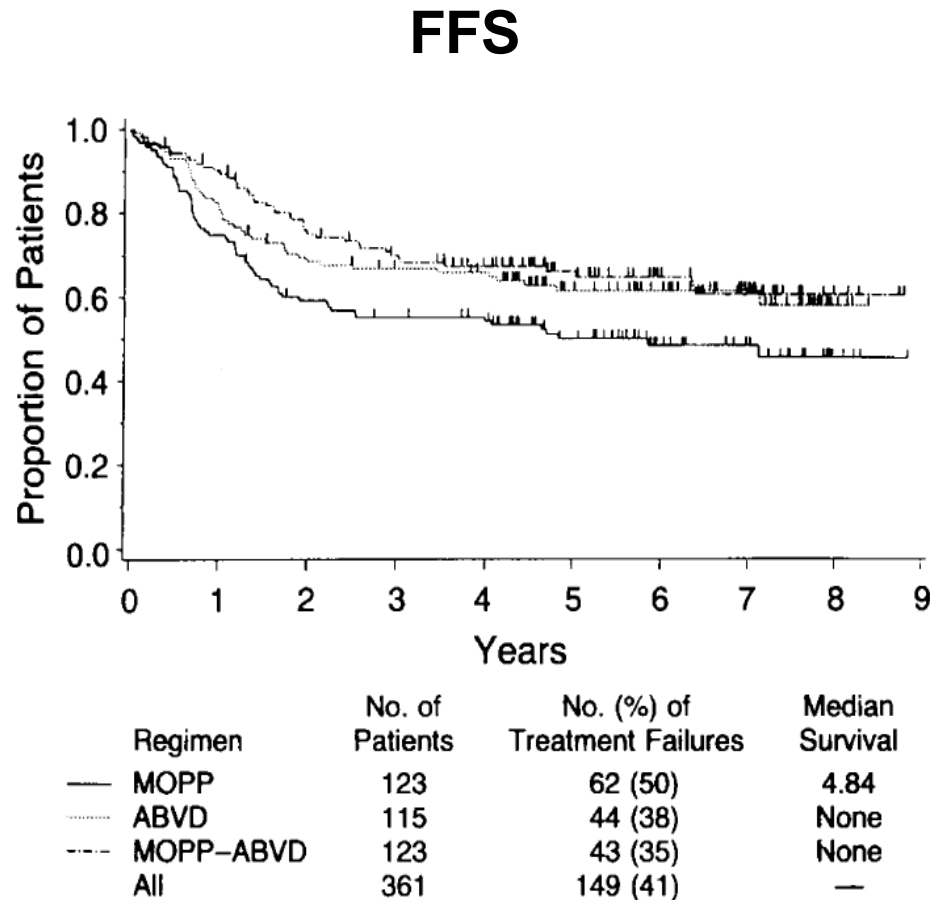 FFS
Proportion of Patients
1.0
0.8
0.6
0.4
0.2
0.0
0 1 2 3 4 5 6 7 8 9
Years
No. of No. (%) of Median
Regimen Patients Treatment Failures Survival
MOPP 123 62 (50) 4.84
ABVD 115 44 (38) None
MOPP–ABVD 123 43 (35) None
All 361 149 (41) —